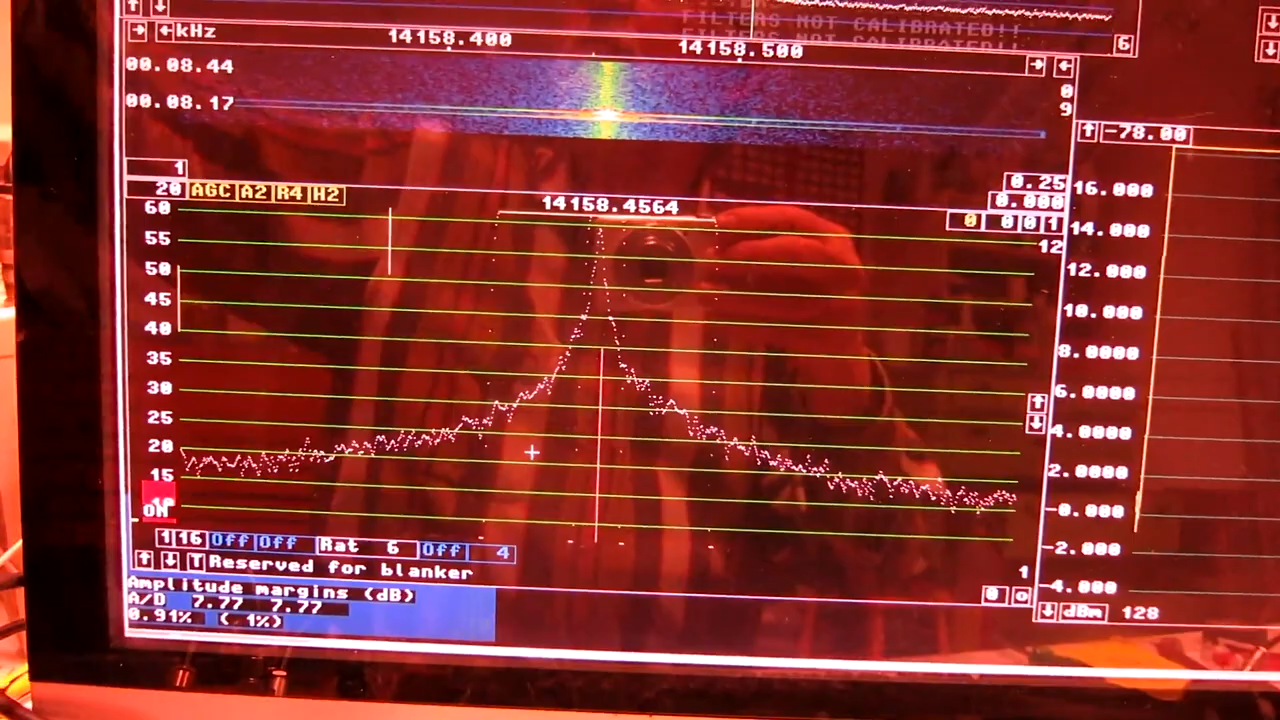 FILTERS NOT CALIBRATED!!
FILTERS NOT CALIBRATED!!
6
kHz 14158.400 14158.500
00.08.44
00.08.17
0
9
-78.00
1
20 AGC A2 R4 H2
14158.4564
0.25
0.000
0 0 0 1
12
60
55
50
45
40
35
30
25
20
15
10
ON
16.000
14.000
12.000
10.000
8.0000
6.0000
4.0000
2.0000
-0.000
-2.000
-4.000
1 16 Off Off Rat 6 Off 4
T Reserved for blanker
1
0 o
dBm 128
Amplitude margins (dB)
A/D 7.77 7.77
0.91% ( 1%)